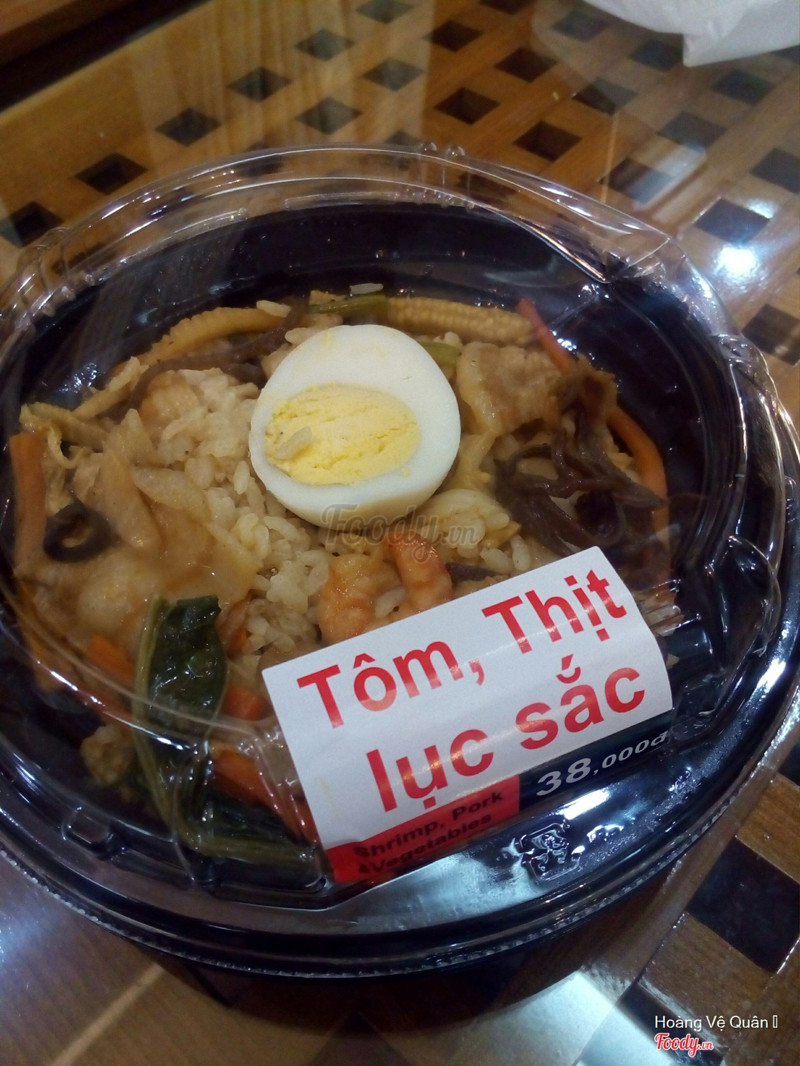 Foody.vn
Tôm, Thịt
lục sắc
38,000đ
Shrimp, Pork
&Vegetables
Hoàng Vệ Quân
Foody.vn